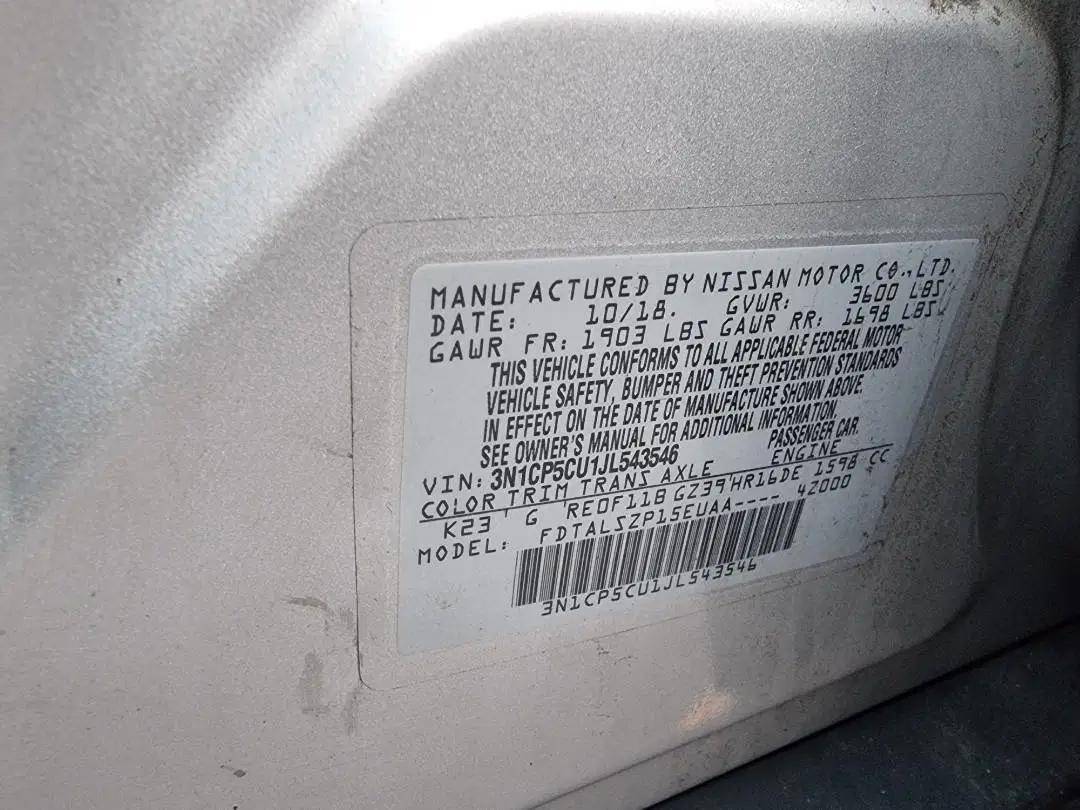 MANUFACTURED BY NISSAN MOTOR CO., LTD.
DATE: 10/18. GVWR: 3600 LBS
GAWR FR: 1903 LBS GAWR RR: 1698 LBS.
THIS VEHICLE CONFORMS TO ALL APPLICABLE FEDERAL MOTOR
VEHICLE SAFETY, BUMPER AND THEFT PREVENTION STANDARDS
IN EFFECT ON THE DATE OF MANUFACTURE SHOWN ABOVE.
SEE OWNER'S MANUAL FOR ADDITIONAL INFORMATION.
VIN: 3N1CP5CU1JL543546 PASSENGER CAR.
COLOR TRIM TRANS AXLE ENGINE
K23 G RE0F11B GZ39 HR16DE 1598 CC
MODEL: FDTALSZP15EUAA---- 4Z000
3N1CP5CU1JL543546